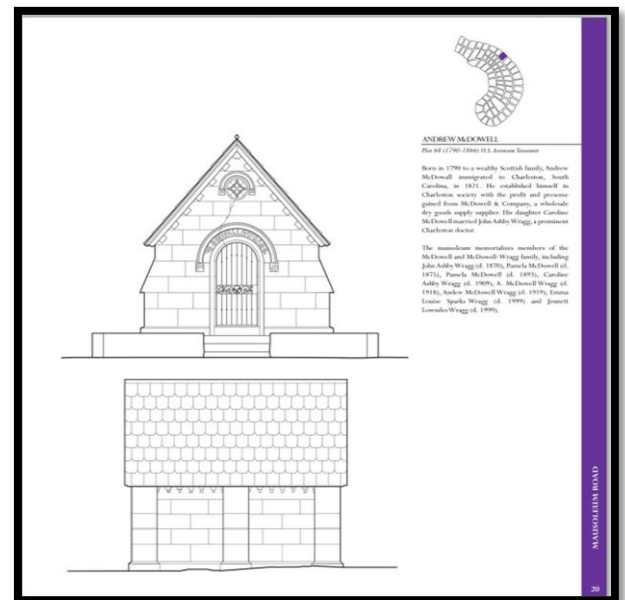 ANDREW McDOWELL
Plot 68 (1790-1866) U.S. Assistant Treasurer
Born in 1790 to a wealthy Scottish family, Andrew
McDowall immigrated to Charleston, South
Carolina, in 1821. He established himself in
Charleston society with the profit and presence
gained from McDowell & Company, a wholesale
dry goods supply supplier. His daughter Caroline
McDowell married John Ashby Wragg, a prominent
Charleston doctor.
The mausoleum memorializes members of the
McDowell and McDowell-Wragg family, including
John Ashby Wragg (d. 1870), Pamela McDowell (d.
1875), Pamela McDowell (d. 1893), Caroline
Ashby Wragg (d. 1909), A. McDowell Wragg (d.
1918), Andrew McDowell Wragg (d. 1919), Emma
Louise Sparks Wragg (d. 1999) and Jennett
Lowndes Wragg (d. 1999).
MAUSOLEUM ROAD
20